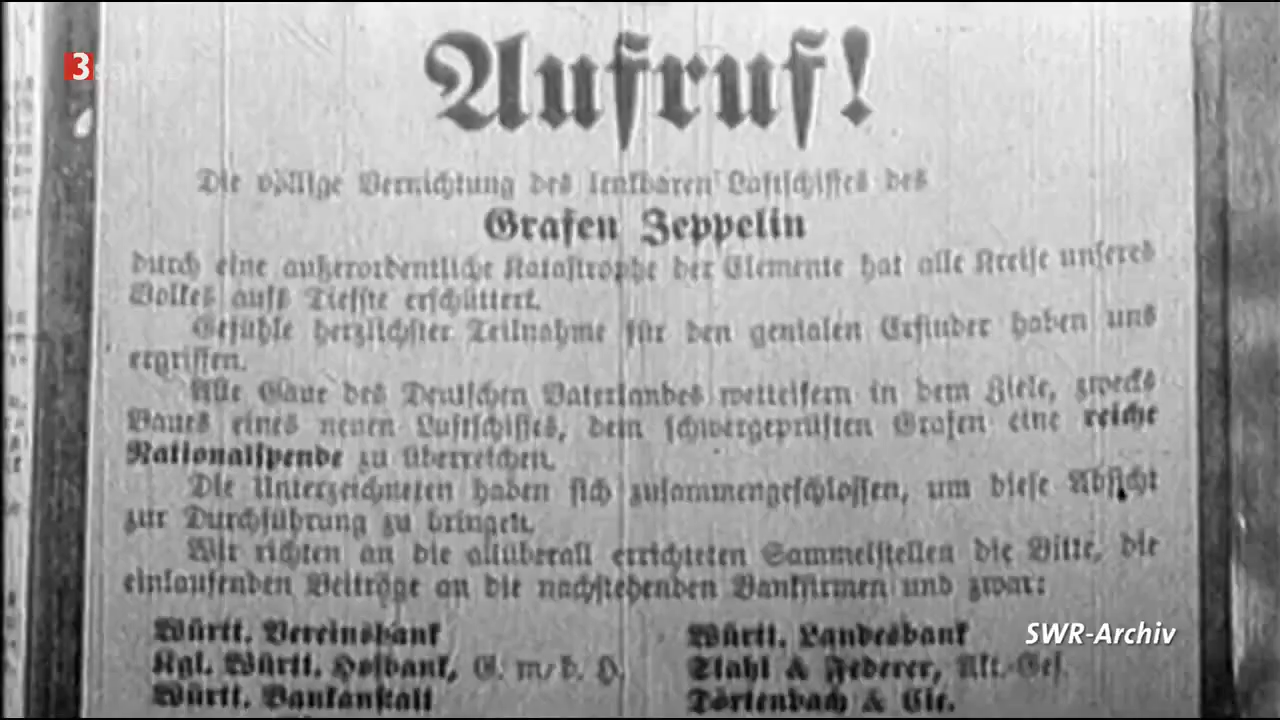 3sat
Aufruf!
Die völlige Vernichtung des lenkbaren Luftschiffes des
Grafen Zeppelin
durch eine außerordentliche Katastrophe der Elemente hat alle Kreise unseres
Volkes aufs Tiefste erschüttert.
Gefühle herzlichster Teilnahme für den genialen Erfinder haben uns
ergriffen.
Alle Gaue des Deutschen Vaterlandes wetteifern in dem Ziele, zwecks
Baues eines neuen Luftschiffes, dem schwergeprüften Grafen eine reiche
Nationalspende zu überreichen.
Die Unterzeichneten haben sich zusammengeschlossen, um diese Absicht
zur Durchführung zu bringen.
Wir richten an die allüberall errichteten Sammelstellen die Bitte, die
einlaufenden Beiträge an die nachstehenden Bankfirmen und zwar:
Württ. Vereinsbank Württ. Landesbank
Kgl. Württ. Hofbank, G. m. b. H. Stahl & Federer, Akt.-Ges.
Württ. Bankanstalt Dörtenbach & Cie.
SWR-Archiv